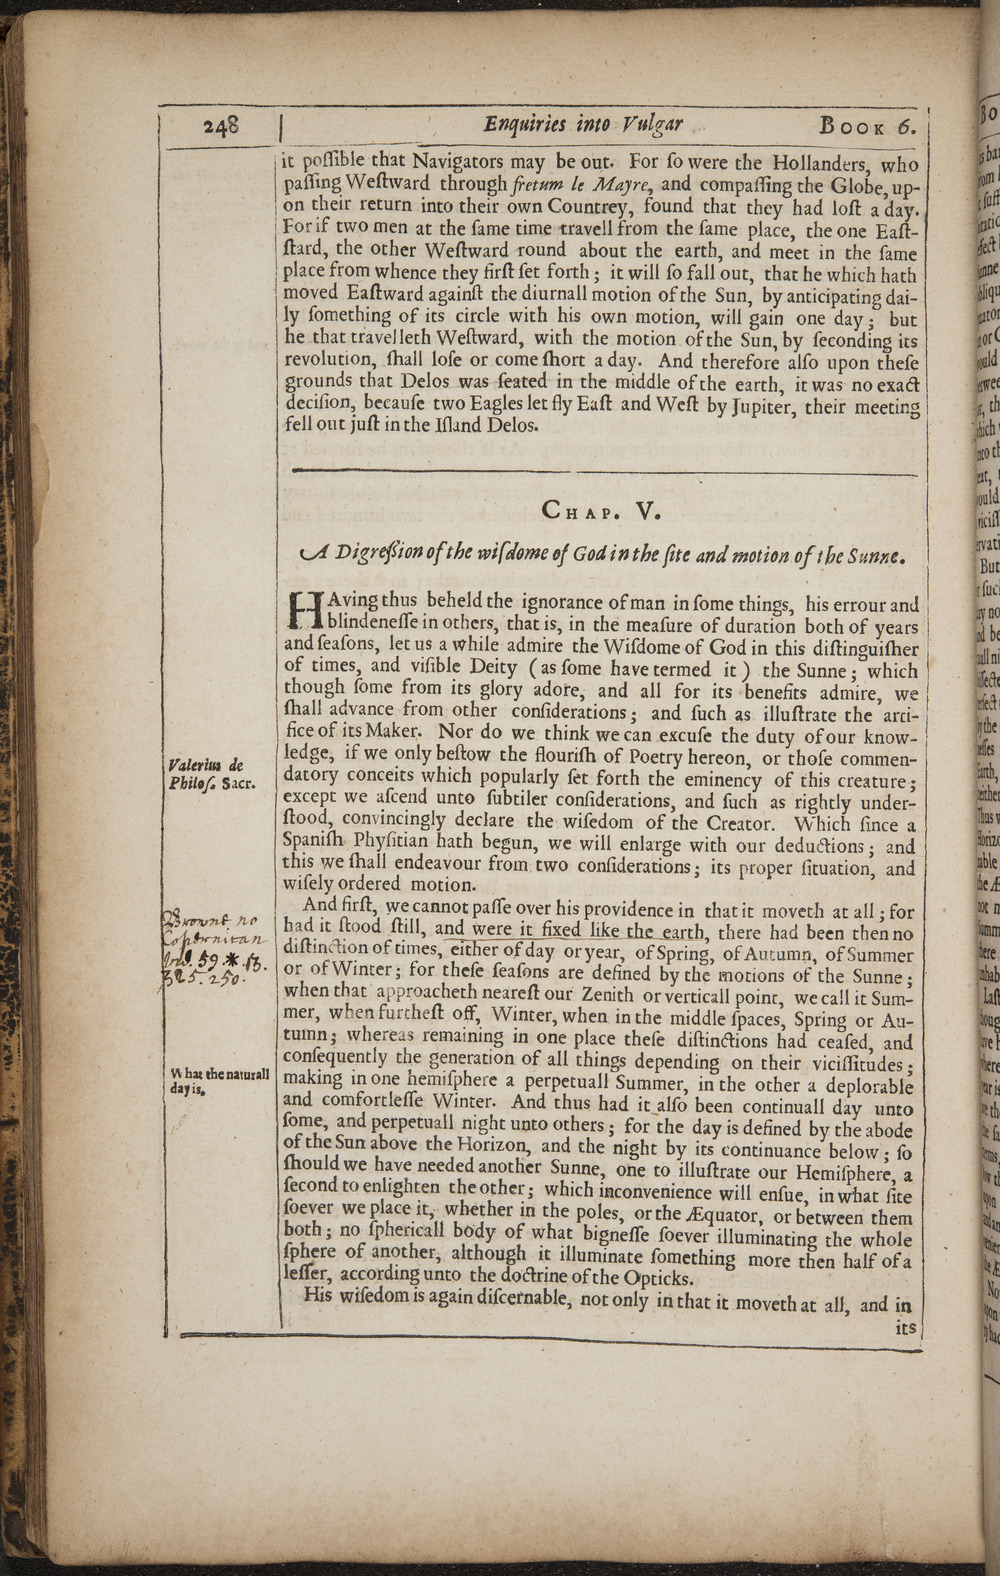 248
Enquiries into Vulgar
Book 6.
it poſſible that Navigators may be out. For ſo were the Hollanders, who
paſſing Weſtward through fretum le Mayre, and compaſſing the Globe, up-
on their return into their own Countrey, found that they had loſt a day.
For if two men at the ſame time travell from the ſame place, the one Eaſt-
ſtard, the other Weſtward round about the earth, and meet in the ſame
place from whence they firſt ſet forth; it will ſo fall out, that he which hath
moved Eaſtward againſt the diurnall motion of the Sun, by anticipating dai-
ly ſomething of its circle with his own motion, will gain one day; but
he that travelleth Weſtward, with the motion of the Sun, by ſeconding its
revolution, ſhall loſe or come ſhort a day. And therefore alſo upon theſe
grounds that Delos was ſeated in the middle of the earth, it was no exact
deciſion, becauſe two Eagles let fly Eaſt and Weſt by Jupiter, their meeting
fell out juſt in the Iſland Delos.
Chap. V.
A Digreſsion of the wiſdome of God in the ſite and motion of the Sunne.
HAving thus beheld the ignorance of man in ſome things, his errour and
blindeneſſe in others, that is, in the meaſure of duration both of years
and ſeaſons, let us a while admire the Wiſdome of God in this diſtinguiſher
of times, and viſible Deity (as ſome have termed it) the Sunne; which
though ſome from its glory adore, and all for its benefits admire, we
ſhall advance from other conſiderations; and ſuch as illuſtrate the arti-
fice of its Maker. Nor do we think we can excuſe the duty of our know-
ledge, if we only beſtow the flouriſh of Poetry hereon, or thoſe commen-
Valerius de
Philoſ. Sacr.
datory conceits which popularly ſet forth the eminency of this creature;
except we aſcend unto ſubtiler conſiderations, and ſuch as rightly under-
ſtood, convincingly declare the wiſedom of the Creator. Which ſince a
Spaniſh Phyſitian hath begun, we will enlarge with our deductions; and
this we ſhall endeavour from two conſiderations; its proper ſituation, and
wiſely ordered motion.
And firſt, we cannot paſſe over his providence in that it moveth at all; for
Browne no
Copernican
59 * 13.
325. 250.
had it ſtood ſtill, and were it fixed like the earth, there had been then no
diſtinction of times, either of day or year, of Spring, of Autumn, of Summer
or of Winter; for theſe ſeaſons are defined by the motions of the Sunne;
when that approacheth neareſt our Zenith or verticall point, we call it Sum-
mer, when furtheſt off, Winter, when in the middle ſpaces, Spring or Au-
tumn; whereas remaining in one place theſe diſtinctions had ceaſed, and
conſequently the generation of all things depending on their viciſſitudes;
What the naturall
day is,
making in one hemiſphere a perpetuall Summer, in the other a deplorable
and comfortleſſe Winter. And thus had it alſo been continuall day unto
ſome, and perpetuall night unto others; for the day is defined by the abode
of the Sun above the Horizon, and the night by its continuance below; ſo
ſhould we have needed another Sunne, one to illuſtrate our Hemiſphere, a
ſecond to enlighten the other; which inconvenience will enſue, in what ſite
ſoever we place it, whether in the poles, or the Æquator, or between them
both; no ſphericall body of what bigneſſe ſoever illuminating the whole
ſphere of another, although it illuminate ſomething more then half of a
leſſer, according unto the doctrine of the Opticks.
His wiſedom is again diſcernable, not only in that it moveth at all, and in
its